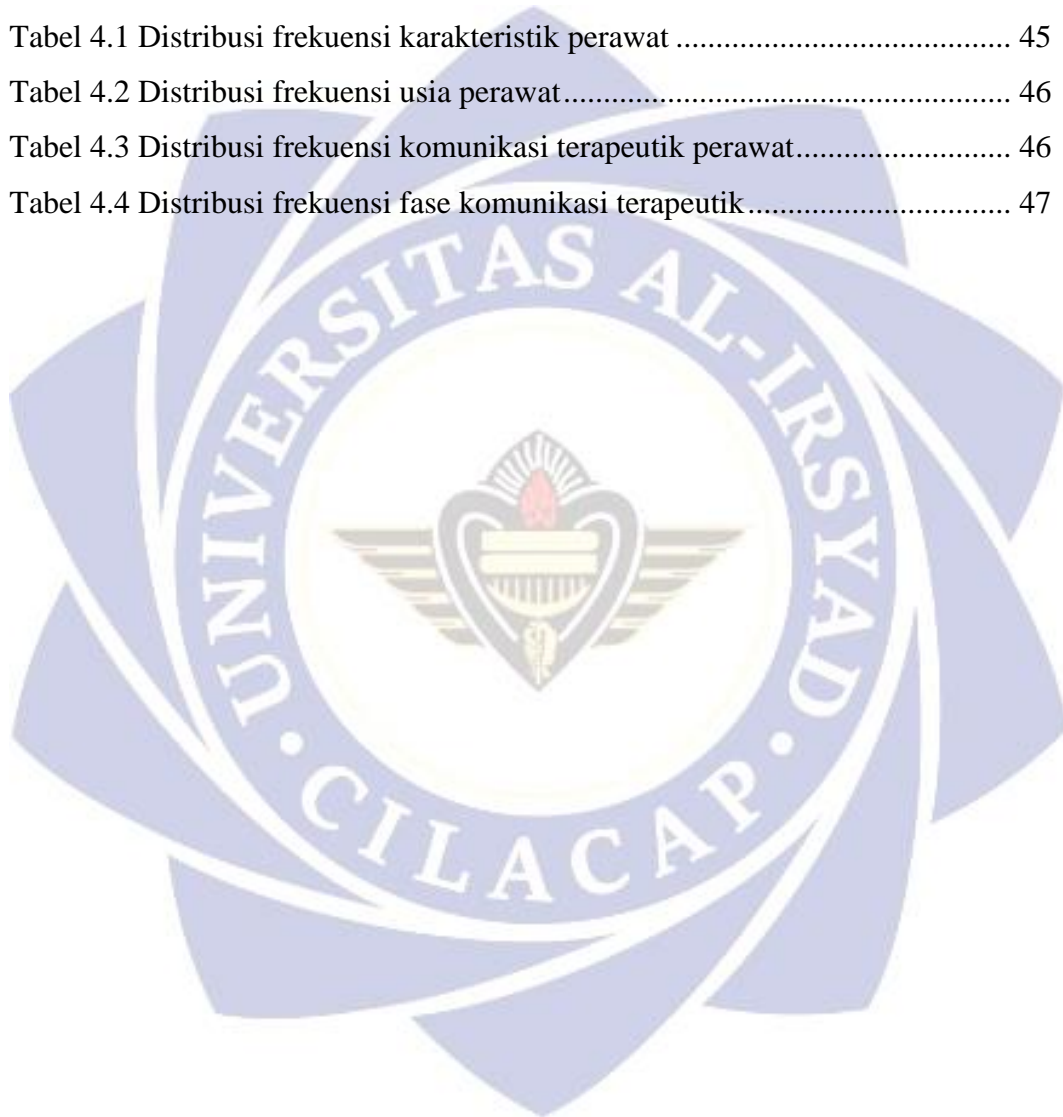 Tabel 4.1 Distribusi frekuensi karakteristik perawat .................................... 45
Tabel 4.2 Distribusi frekuensi usia perawat ................................................ 46
Tabel 4.3 Distribusi frekuensi komunikasi terapeutik perawat ....................... 46
Tabel 4.4 Distribusi frekuensi fase komunikasi terapeutik ............................ 47
UNIVERSITAS AL-IRSYAD
• CILACAP •